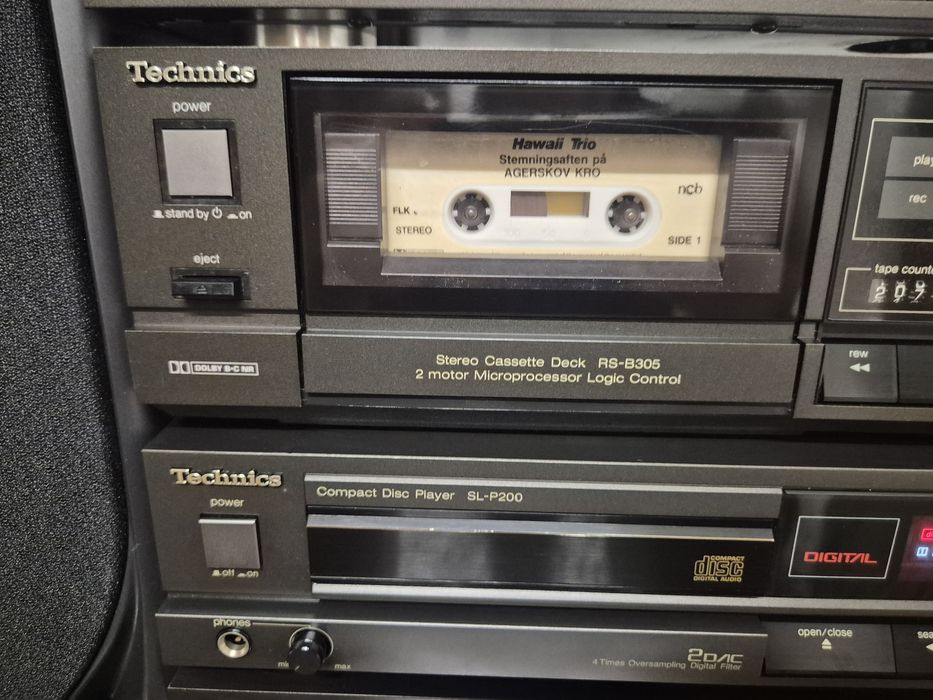 Technics
power
stand by on
eject
DOLBY B-C NR
Hawaii Trio
Stemningsaften på
AGERSKOV KRO
ncb
FLK
STEREO
SIDE 1
play
rec
tape counter
207
rew
Stereo Cassette Deck RS-B305
2 motor Microprocessor Logic Control
Technics
power
off on
Compact Disc Player SL-P200
COMPACT
disc
DIGITAL AUDIO
DIGITAL
phones
max
2DAC
4 Times Oversampling Digital Filter
open/close